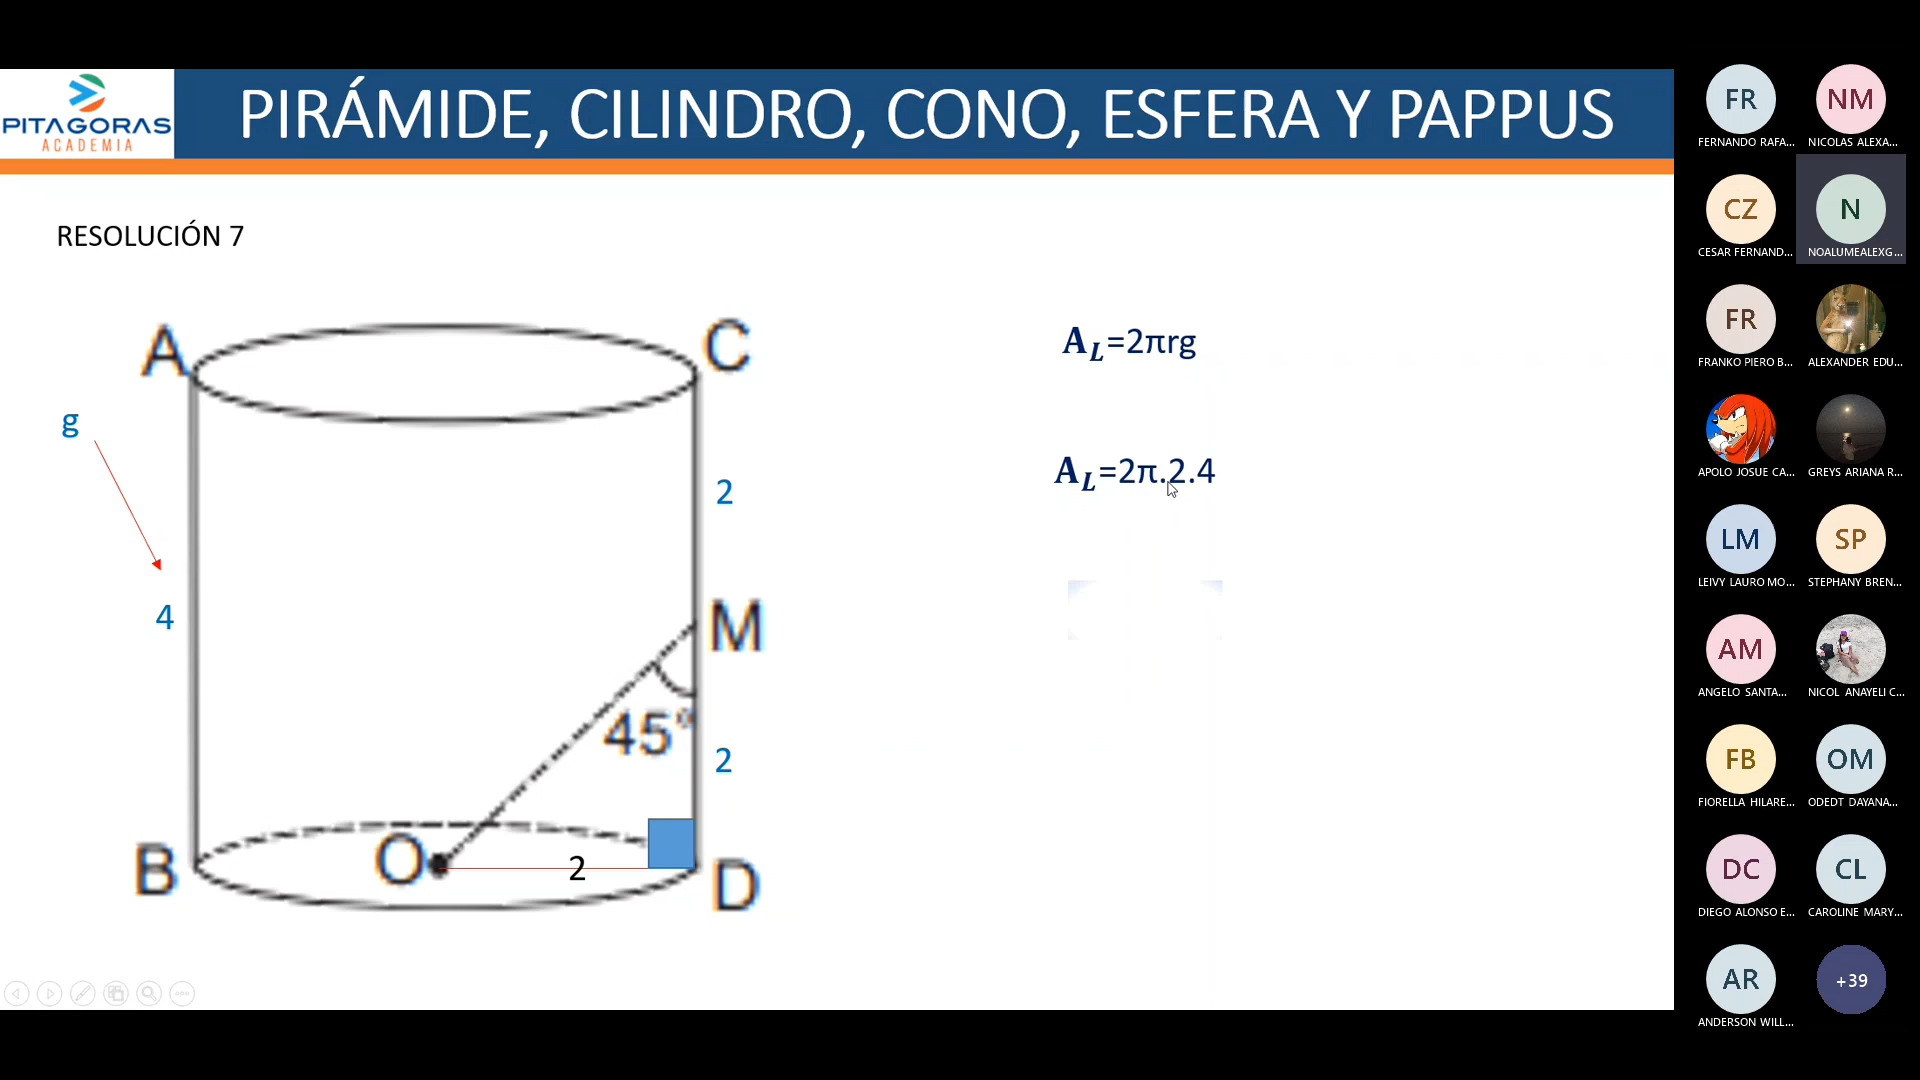 PITAGORAS
ACADEMIA
PIRÁMIDE, CILINDRO, CONO, ESFERA Y PAPPUS
RESOLUCIÓN 7
A
C
g
2
4
M
45°
2
B
O
2
D
A_L=2πrg
A_L=2π.2.4
FR
FERNANDO RAFA...
NM
NICOLAS ALEXA...
CZ
CESAR FERNAND...
N
NOALUMEALEXG...
FR
FRANKO PIERO B...
ALEXANDER EDU...
APOLO JOSUE CA...
GREYS ARIANA R...
LM
LEIVY LAURO MO...
SP
STEPHANY BREN...
AM
ANGELO SANTA...
NICOL ANAYELI C...
FB
FIORELLA HILARE...
OM
ODEDT DAYANA...
DC
DIEGO ALONSO E...
CL
CAROLINE MARY...
AR
ANDERSON WILL...
+39